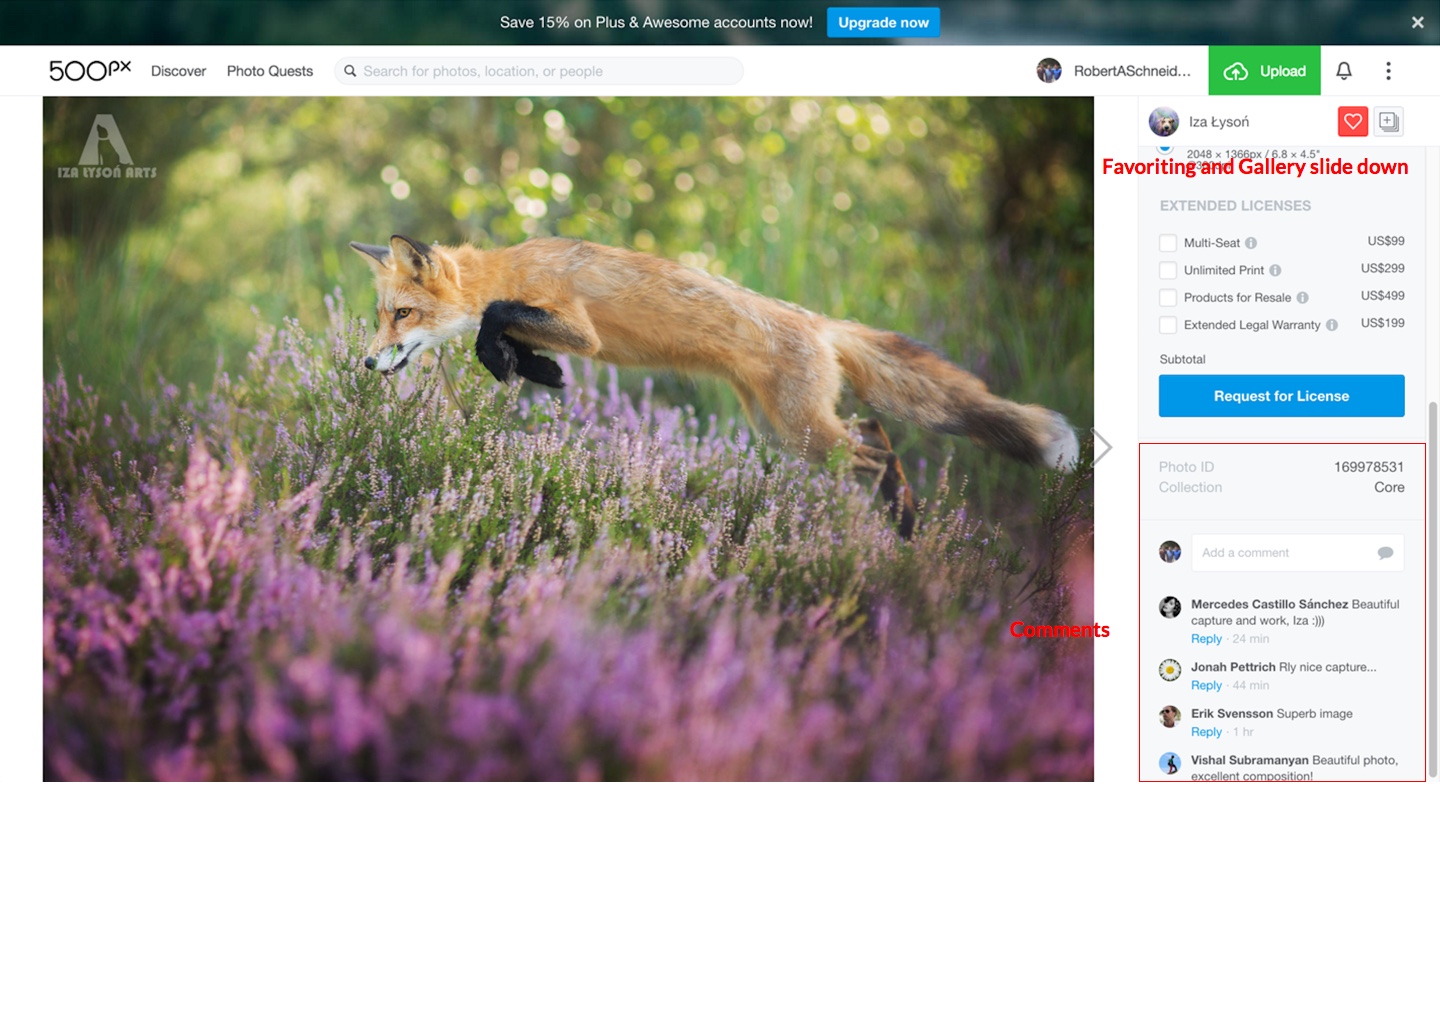 Save 15% on Plus & Awesome accounts now!
Upgrade now
500px
Discover
Photo Quests
Search for photos, location, or people
RobertASchneid...
Upload
IZA ŁYSOŃ ARTS
Iza Łysoń
2048 × 1366px / 6.8 × 4.5"
Favoriting and Gallery slide down
EXTENDED LICENSES
Multi-Seat US$99
Unlimited Print US$299
Products for Resale US$499
Extended Legal Warranty US$199
Subtotal
Request for License
Photo ID 169978531
Collection Core
Add a comment
Comments
Mercedes Castillo Sánchez Beautiful
capture and work, Iza :)))
Reply · 24 min
Jonah Pettrich Rly nice capture...
Reply · 44 min
Erik Svensson Superb image
Reply · 1 hr
Vishal Subramanyan Beautiful photo,
excellent composition!